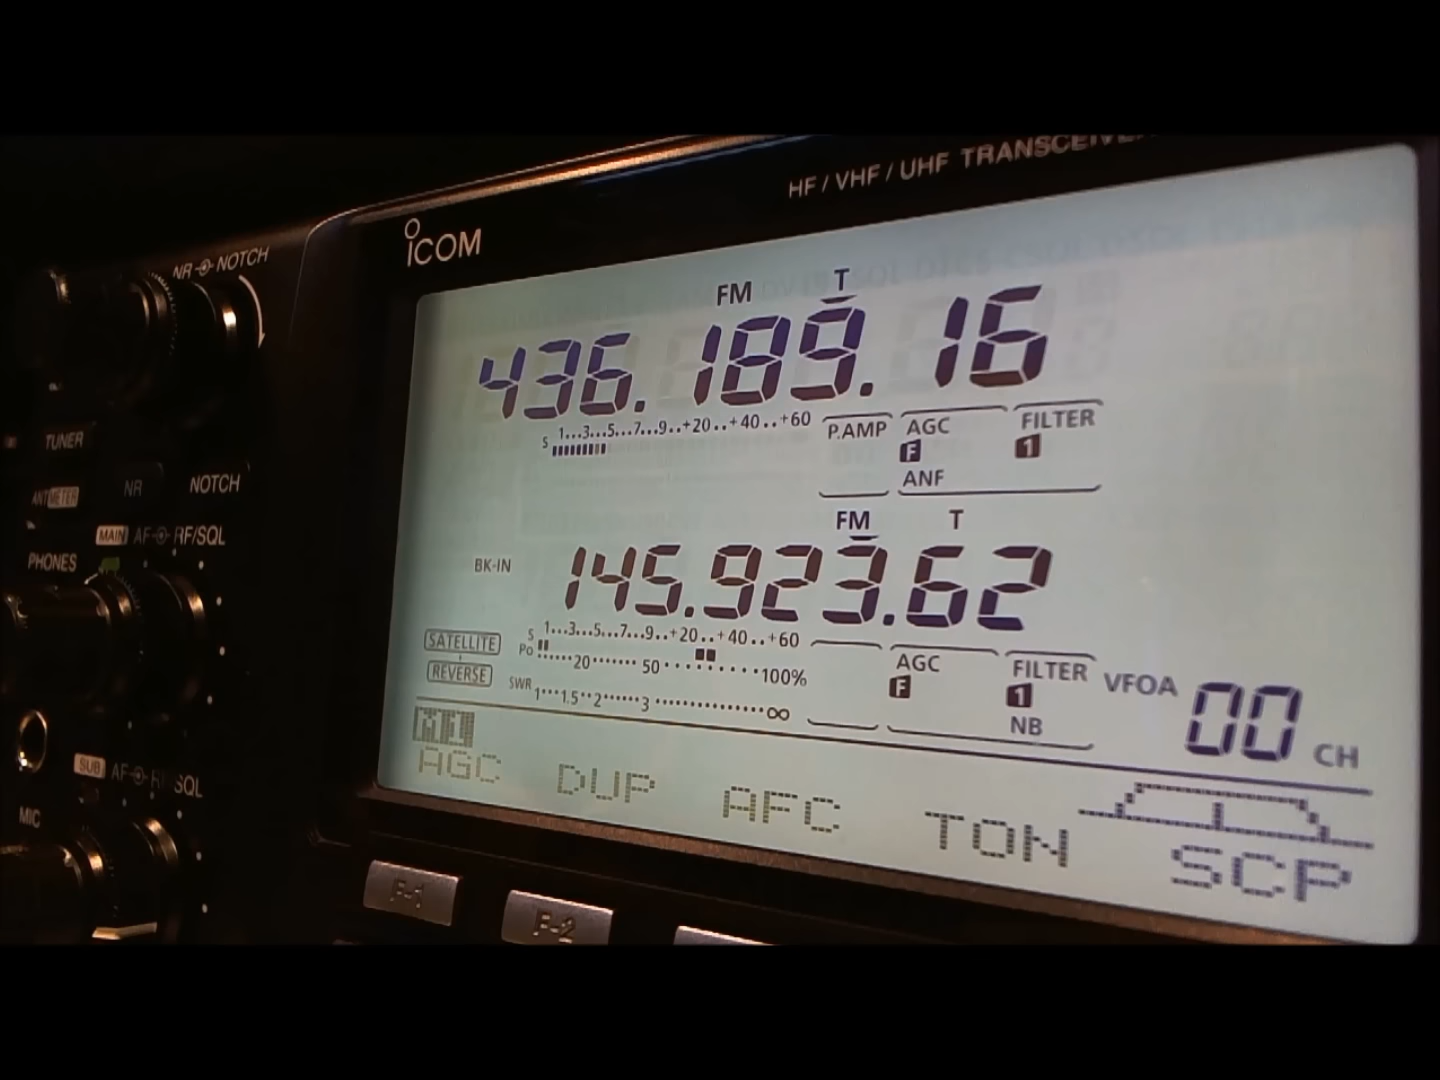 HF / VHF / UHF TRANSCEIVER
ICOM
NR NOTCH
FM T
436.189.16
S 1...3...5...7...9..+20..+40..+60
P.AMP AGC FILTER
F 1
ANF
TUNER
ANT METER NR NOTCH
MAIN AF RF/SQL
PHONES
FM T
BK-IN 145.923.62
SATELLITE
REVERSE
S 1...3...5...7...9..+20..+40..+60
Po 20 50 100%
SWR 1 1.5 2 3 ∞
AGC FILTER
F 1
NB
VFOA 00 CH
M1
AGC DUP AFC TON SCP
SUB AF RF/SQL
MIC
F-1 F-2